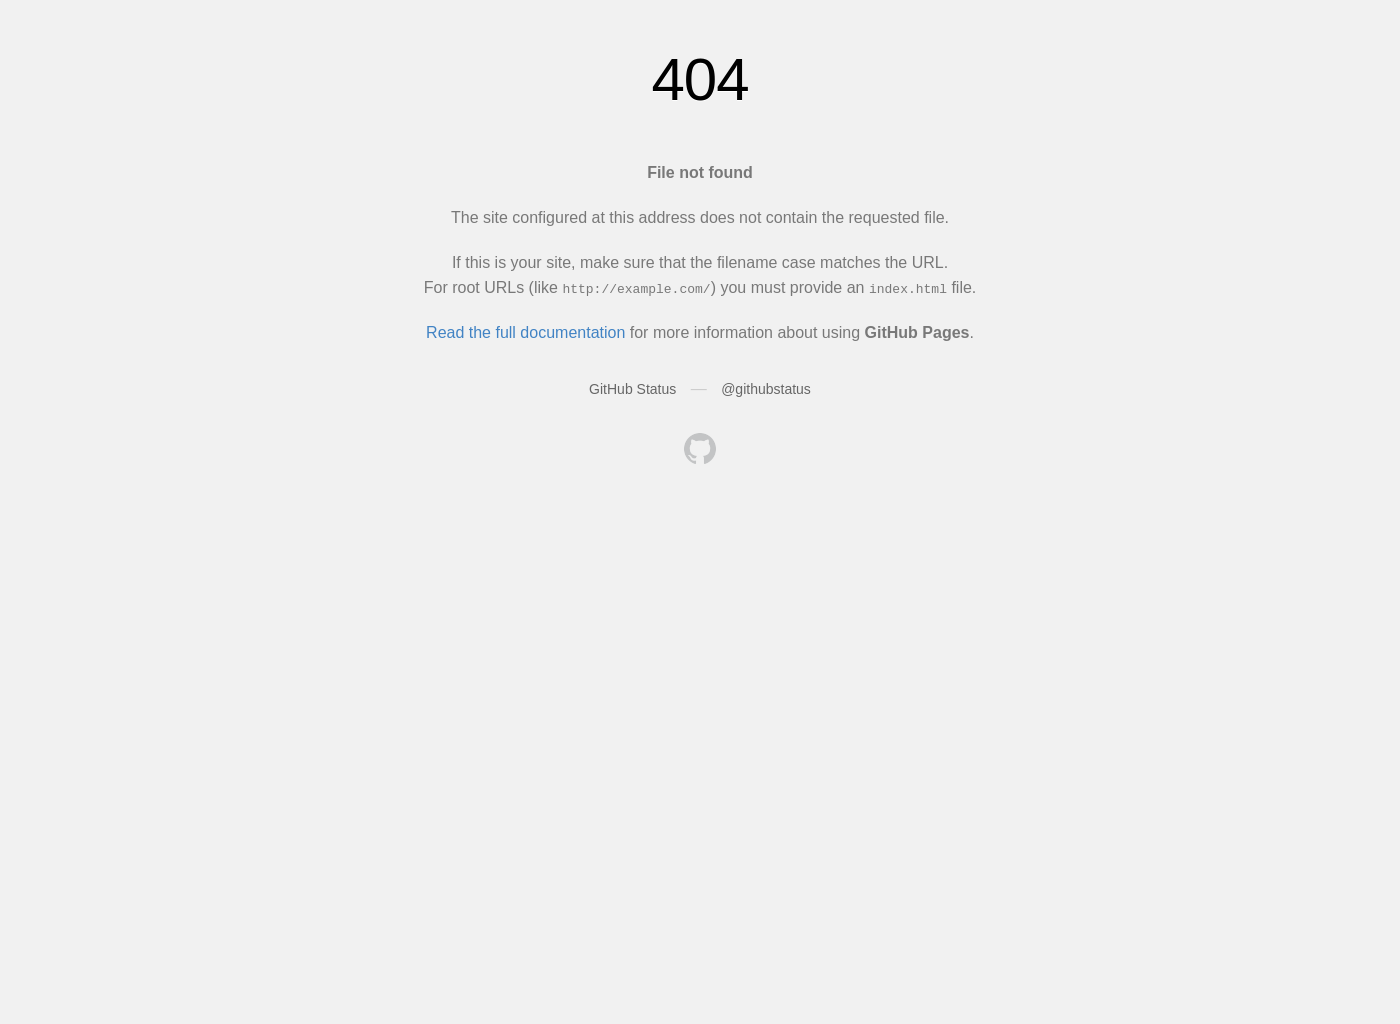 404
File not found
The site configured at this address does not contain the requested file.
If this is your site, make sure that the filename case matches the URL.
For root URLs (like http://example.com/) you must provide an index.html file.
Read the full documentation for more information about using GitHub Pages.
GitHub Status — @githubstatus